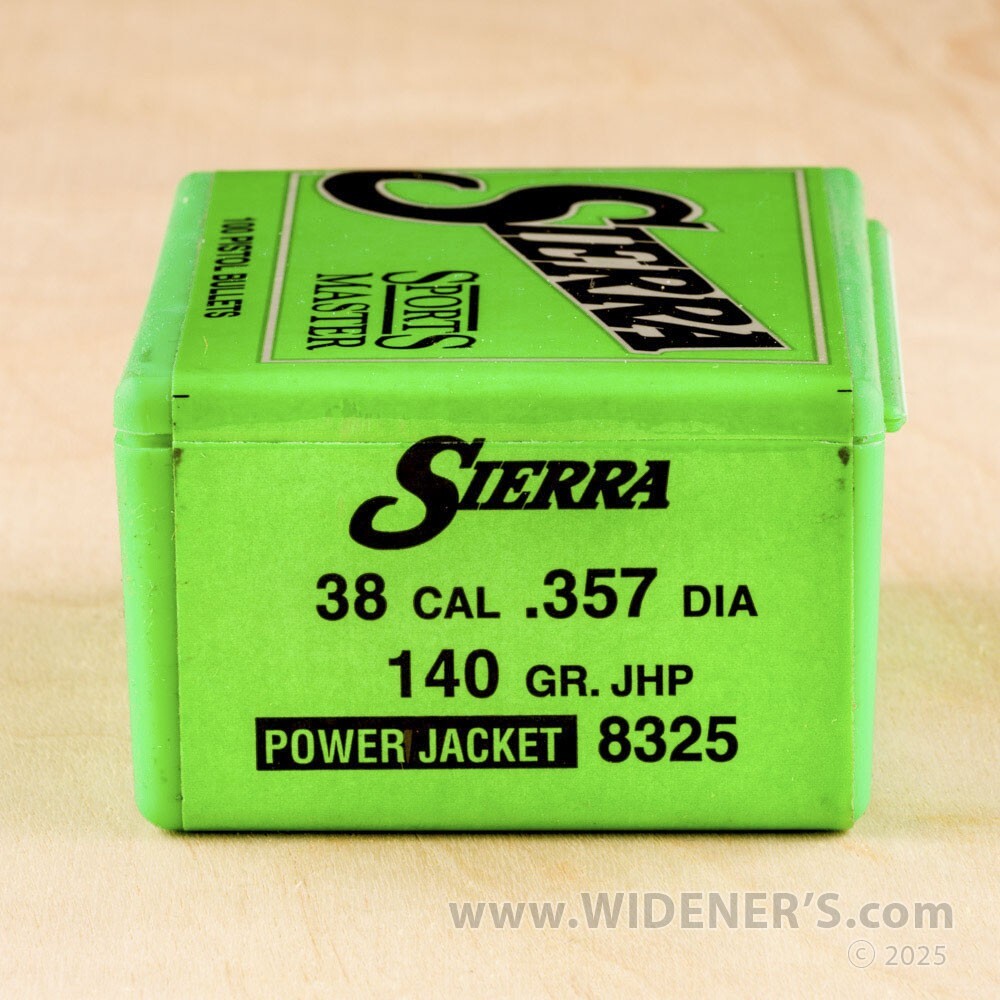 SIERRA
SPORTS
MASTER
100 PISTOL BULLETS
SIERRA
38 CAL .357 DIA
140 GR. JHP
POWER JACKET 8325
www.WIDENER'S.com
© 2025